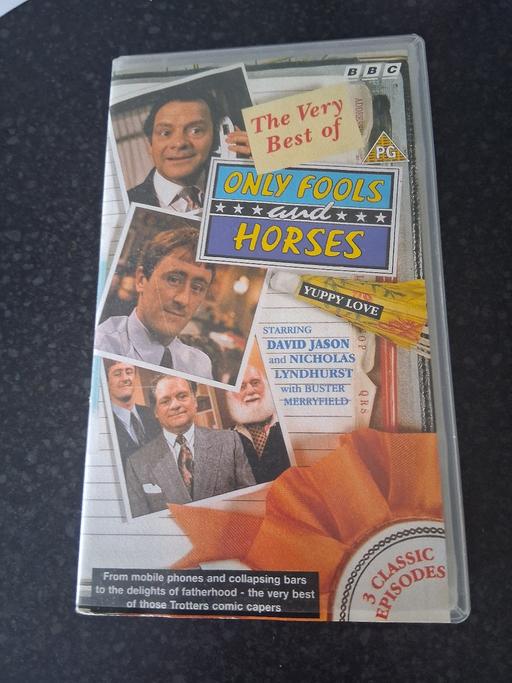 BBC
The Very
Best of
PG
ONLY FOOLS
and
HORSES
YUPPY LOVE
STARRING
DAVID JASON
and NICHOLAS
LYNDHURST
with BUSTER
MERRYFIELD
QRS
3 CLASSIC
EPISODES
From mobile phones and collapsing bars
to the delights of fatherhood - the very best
of those Trotters comic capers